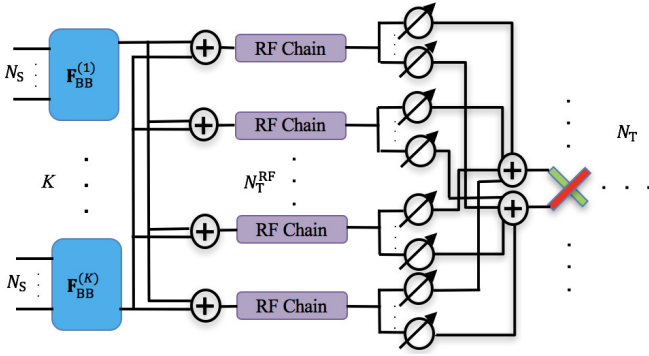 N_S
F_BB^(1)
+ RF Chain
+ RF Chain
K
N_T^RF
+
+
N_T
+ RF Chain
N_S
F_BB^(K)
+ RF Chain